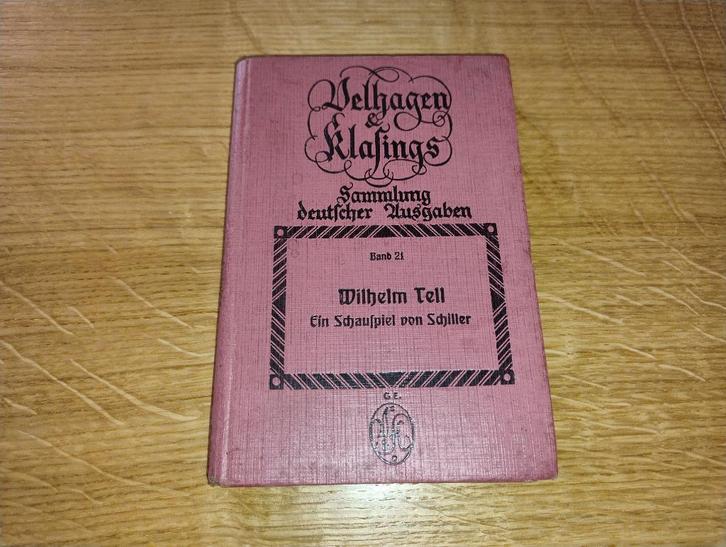 Velhagen
&
Klaſings
Sammlung
deutſcher Ausgaben
Band 21
Wilhelm Tell
Ein Schauſpiel von Schiller
G.E.